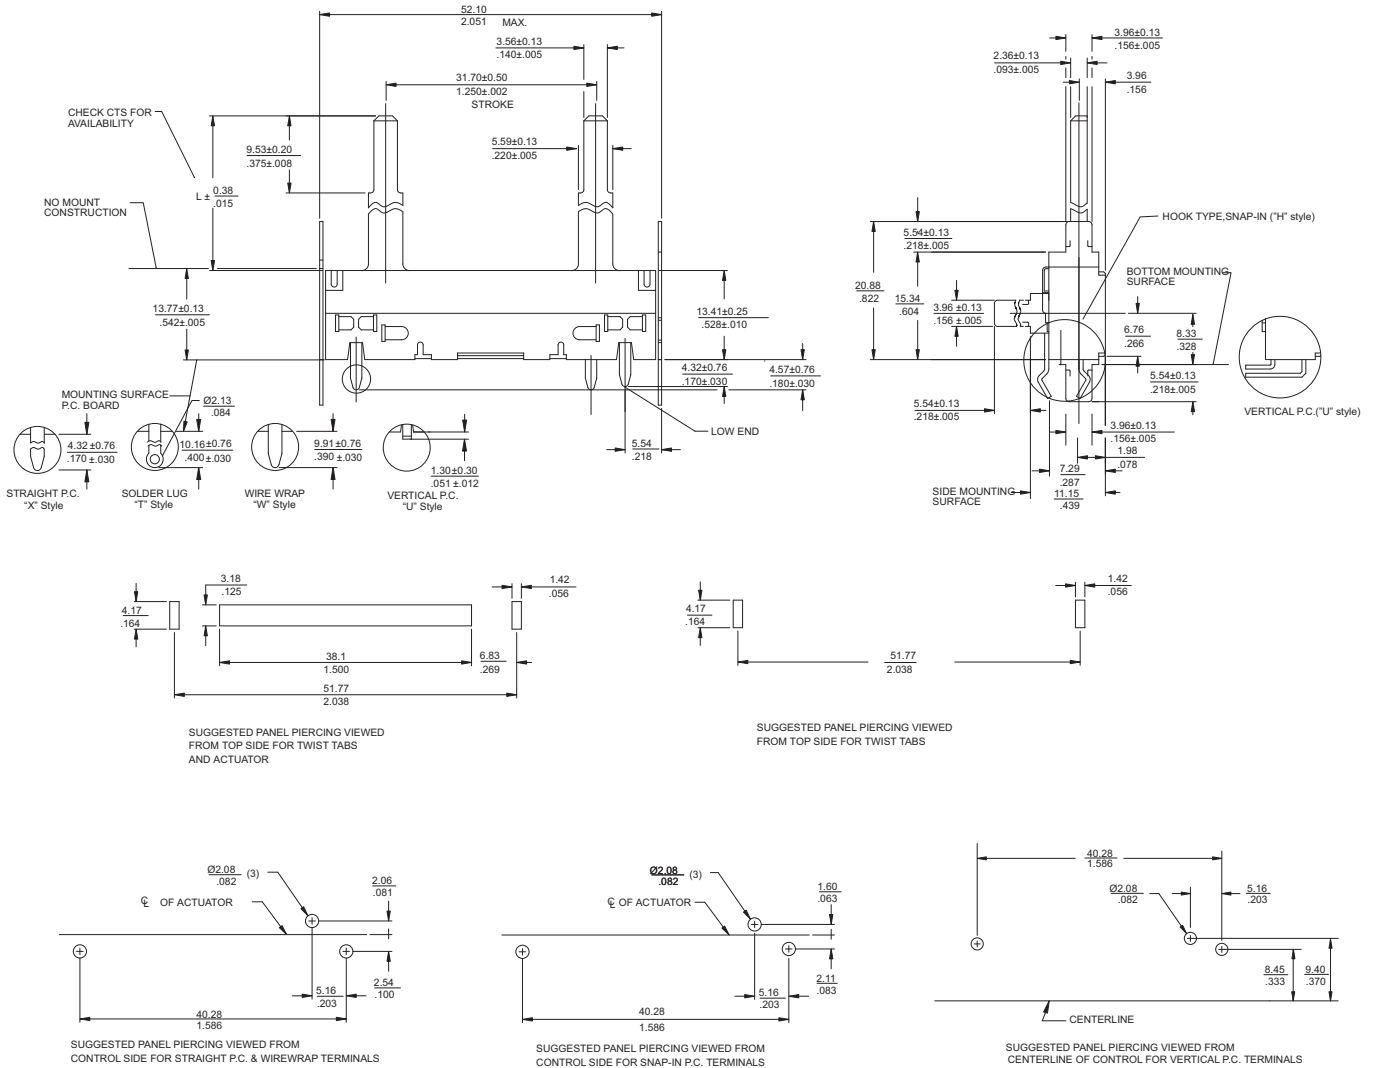 52.10
2.051 MAX.
3.56±0.13
.140±.005
31.70±0.50
1.250±.002
STROKE
CHECK CTS FOR
AVAILABILITY
9.53±0.20
.375±.008
5.59±0.13
.220±.005
L ± 0.38
.015
NO MOUNT
CONSTRUCTION
13.77±0.13
.542±.005
13.41±0.25
.528±.010
4.32±0.76
.170±.030
4.57±0.76
.180±.030
MOUNTING SURFACE
P.C. BOARD
Ø2.13
.084
LOW END
5.54
.218
4.32±0.76
.170±.030
10.16±0.76
.400±.030
9.91±0.76
.390±.030
1.30±0.30
.051±.012
STRAIGHT P.C.
"X" Style
SOLDER LUG
"T" Style
WIRE WRAP
"W" Style
VERTICAL P.C.
"U" Style
3.96±0.13
.156±.005
2.36±0.13
.093±.005
3.96
.156
HOOK TYPE,SNAP-IN ("H" style)
5.54±0.13
.218±.005
BOTTOM MOUNTING
SURFACE
20.88
.822
15.34
.604
3.96±0.13
.156±.005
6.76
.266
8.33
.328
5.54±0.13
.218±.005
5.54±0.13
.218±.005
VERTICAL P.C.("U" style)
3.96±0.13
.156±.005
1.98
.078
7.29
.287
SIDE MOUNTING
SURFACE
11.15
.439
3.18
.125
1.42
.056
4.17
.164
38.1
1.500
6.83
.269
51.77
2.038
SUGGESTED PANEL PIERCING VIEWED
FROM TOP SIDE FOR TWIST TABS
AND ACTUATOR
1.42
.056
4.17
.164
51.77
2.038
SUGGESTED PANEL PIERCING VIEWED
FROM TOP SIDE FOR TWIST TABS
Ø2.08
.082 (3)
2.06
.081
℄ OF ACTUATOR
2.54
.100
5.16
.203
40.28
1.586
SUGGESTED PANEL PIERCING VIEWED FROM
CONTROL SIDE FOR STRAIGHT P.C. & WIREWRAP TERMINALS
Ø2.08
.082 (3)
1.60
.063
℄ OF ACTUATOR
2.11
.083
5.16
.203
40.28
1.586
SUGGESTED PANEL PIERCING VIEWED FROM
CONTROL SIDE FOR SNAP-IN P.C. TERMINALS
40.28
1.586
Ø2.08
.082
5.16
.203
8.45
.333
9.40
.370
CENTERLINE
SUGGESTED PANEL PIERCING VIEWED FROM
CENTERLINE OF CONTROL FOR VERTICAL P.C. TERMINALS